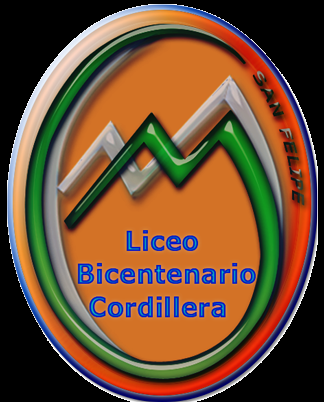 SAN FELIPE
Liceo
Bicentenario
Cordillera